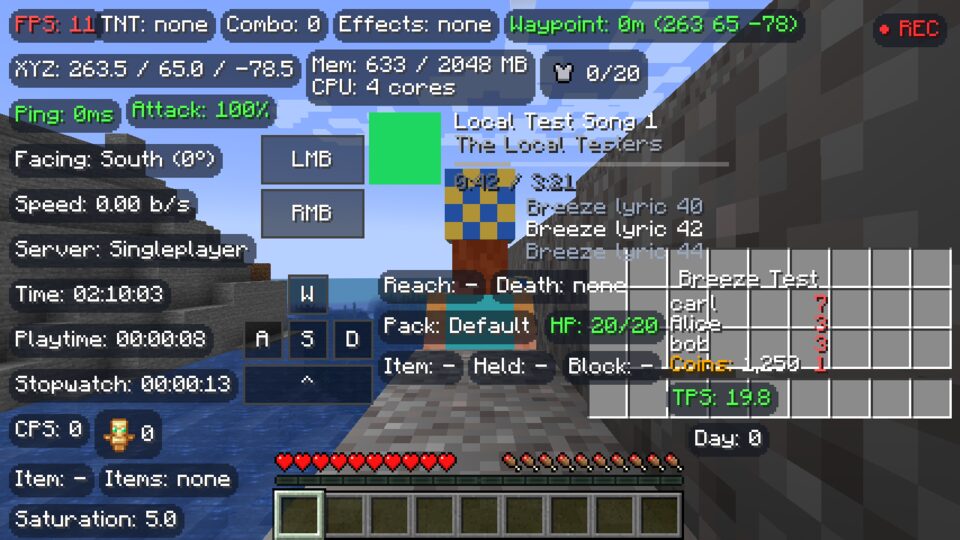 FPS: 11 TNT: none Combo: 0 Effects: none Waypoint: 0m (263 65 -78) ● REC
XYZ: 263.5 / 65.0 / -78.5
Mem: 633 / 2048 MB
CPU: 4 cores
0/20
Ping: 0ms Attack: 100%
Local Test Song 1
The Local Testers
0:42 / 3:21
Breeze lyric 40
Breeze lyric 42
Breeze lyric 44
Facing: South (0°)
LMB
Speed: 0.00 b/s
RMB
Server: Singleplayer
Time: 02:10:03
W
Reach: - Death: none
Breeze Test
carl 7
Alice 3
bob 3
Coins: 1,250 1
Playtime: 00:00:08
A S D
Pack: Default HP: 20/20
Item: - Held: - Block: -
Stopwatch: 00:00:13
^
TPS: 19.8
CPS: 0
0
Day: 0
Item: - Items: none
Saturation: 5.0